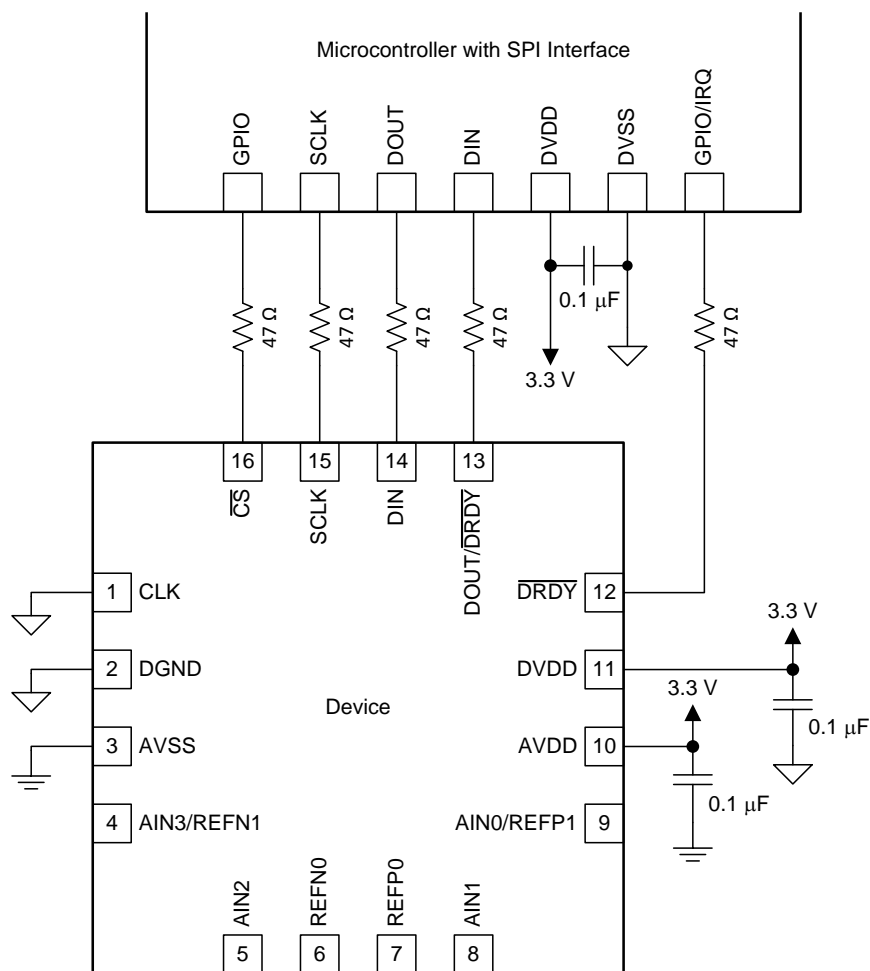 Microcontroller with SPI Interface
GPIO
SCLK
DOUT
DIN
DVDD
DVSS
GPIO/IRQ
47 Ω
47 Ω
47 Ω
47 Ω
0.1 μF
47 Ω
3.3 V
16
15
14
13
CS
SCLK
DIN
DOUT/DRDY
1 CLK
DRDY 12
3.3 V
2 DGND
DVDD 11
3.3 V
Device
0.1 μF
3 AVSS
AVDD 10
0.1 μF
4 AIN3/REFN1
AIN0/REFP1 9
AIN2
REFN0
REFP0
AIN1
5
6
7
8